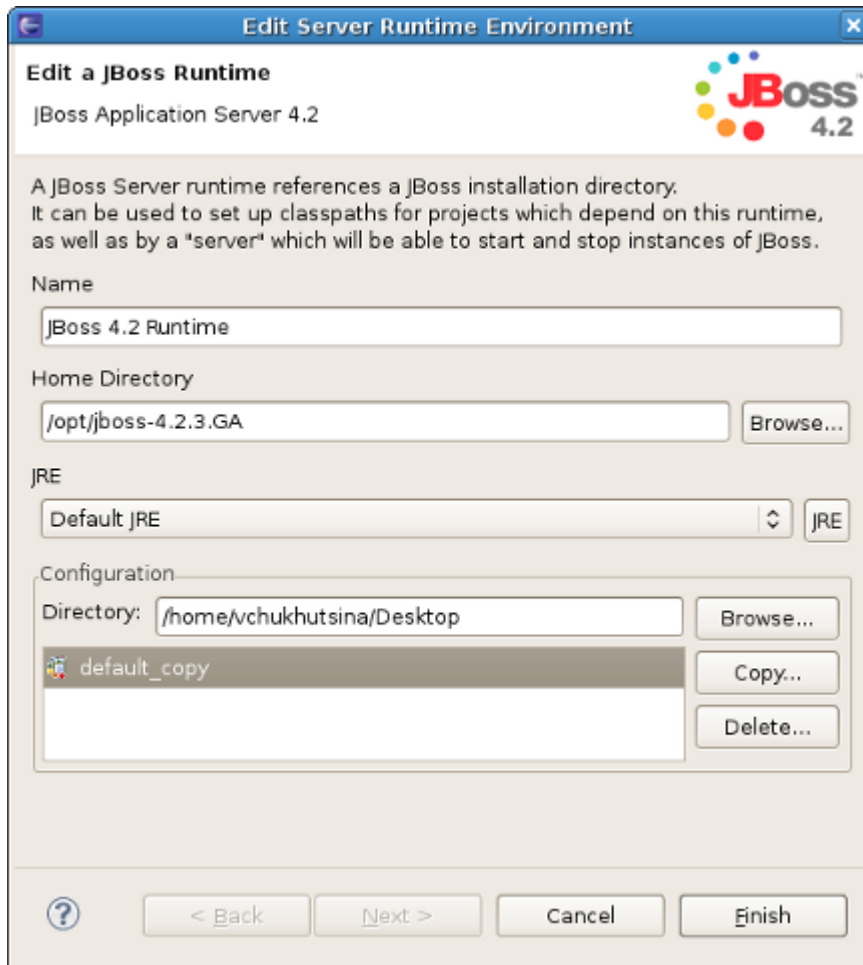 Edit Server Runtime Environment
Edit a JBoss Runtime
JBoss Application Server 4.2
JBoss™
4.2
A JBoss Server runtime references a JBoss installation directory.
It can be used to set up classpaths for projects which depend on this runtime,
as well as by a "server" which will be able to start and stop instances of JBoss.
Name
JBoss 4.2 Runtime
Home Directory
/opt/jboss-4.2.3.GA
Browse...
JRE
Default JRE
JRE
Configuration
Directory: /home/vchukhutsina/Desktop
Browse...
default_copy
Copy...
Delete...
< Back
Next >
Cancel
Finish